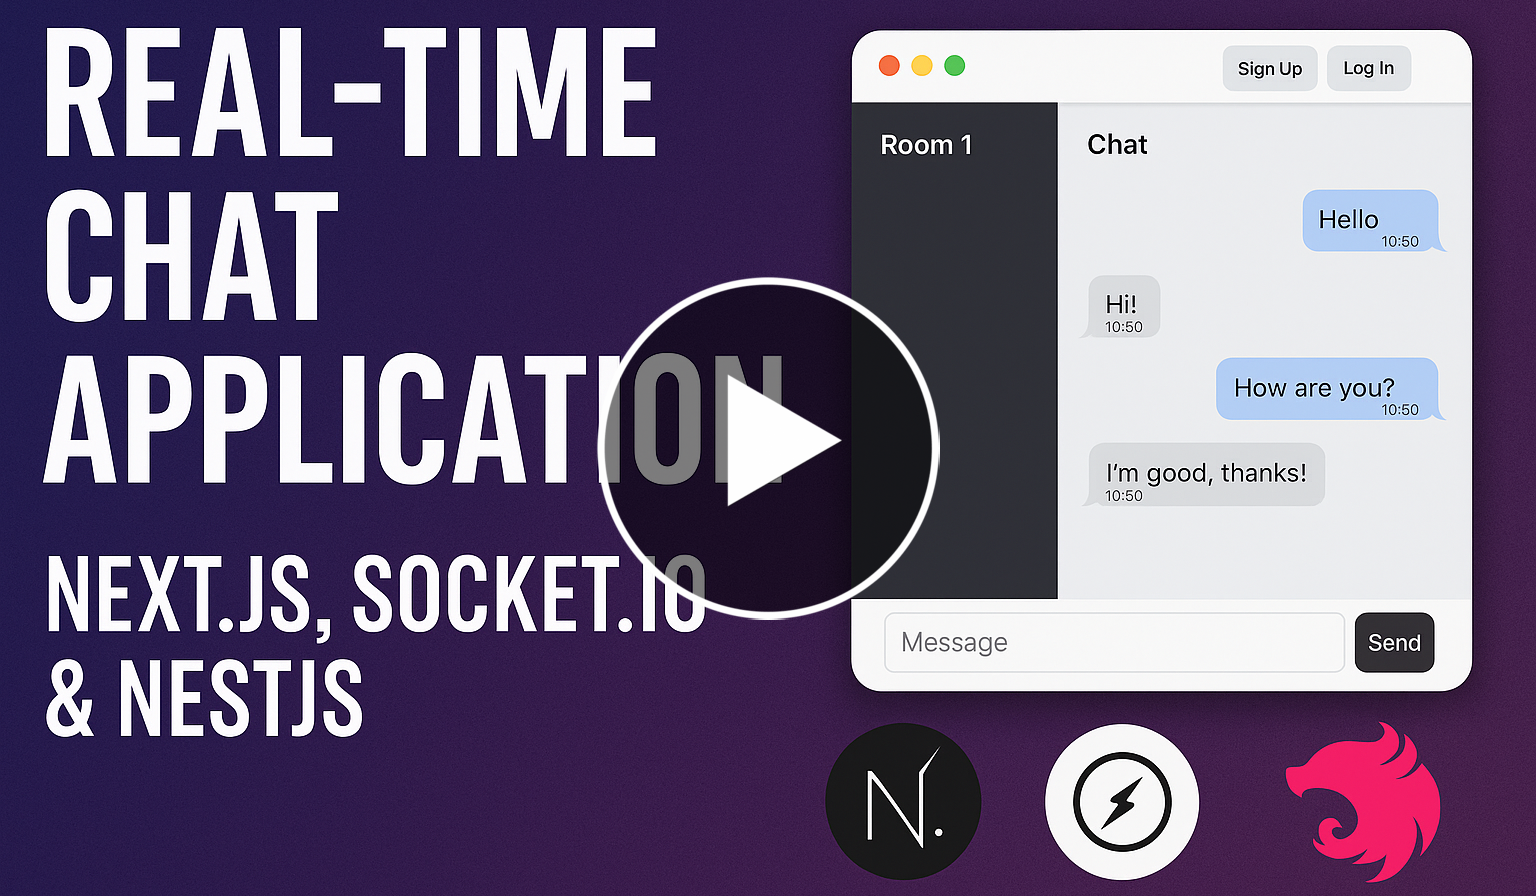 REAL-TIME
CHAT
APPLICATION
NEXT.JS, SOCKET.IO
& NESTJS
Sign Up
Log In
Room 1
Chat
Hello
10:50
Hi!
10:50
How are you?
10:50
I'm good, thanks!
10:50
Message
Send
N.